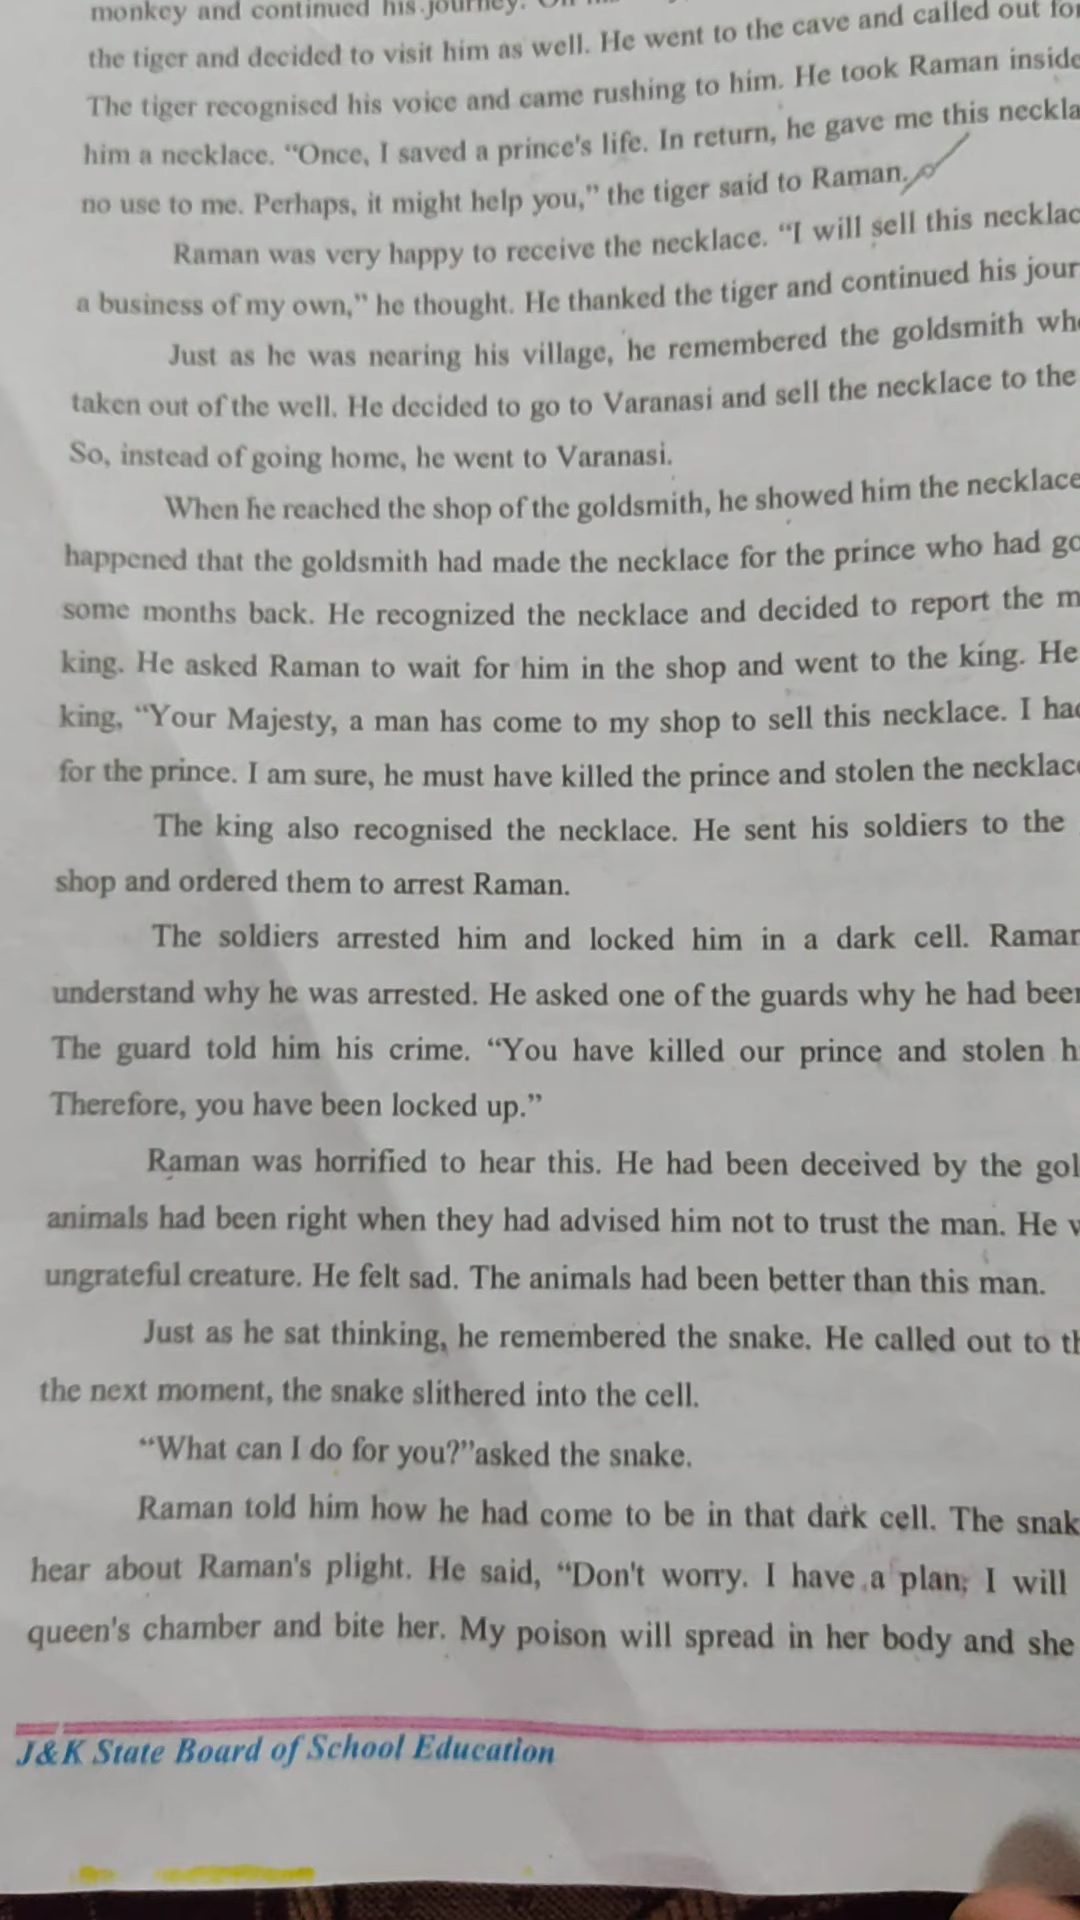 monkey and continued his journey.
the tiger and decided to visit him as well. He went to the cave and called out for
The tiger recognised his voice and came rushing to him. He took Raman inside
him a necklace. “Once, I saved a prince's life. In return, he gave me this neckla
no use to me. Perhaps, it might help you,” the tiger said to Raman.
Raman was very happy to receive the necklace. “I will sell this necklac
a business of my own,” he thought. He thanked the tiger and continued his jour
Just as he was nearing his village, he remembered the goldsmith who
taken out of the well. He decided to go to Varanasi and sell the necklace to the
So, instead of going home, he went to Varanasi.
When he reached the shop of the goldsmith, he showed him the necklace
happened that the goldsmith had made the necklace for the prince who had go
some months back. He recognized the necklace and decided to report the m
king. He asked Raman to wait for him in the shop and went to the king. He
king, “Your Majesty, a man has come to my shop to sell this necklace. I had
for the prince. I am sure, he must have killed the prince and stolen the necklace
The king also recognised the necklace. He sent his soldiers to the
shop and ordered them to arrest Raman.
The soldiers arrested him and locked him in a dark cell. Raman
understand why he was arrested. He asked one of the guards why he had been
The guard told him his crime. “You have killed our prince and stolen h
Therefore, you have been locked up.”
Raman was horrified to hear this. He had been deceived by the gol
animals had been right when they had advised him not to trust the man. He
ungrateful creature. He felt sad. The animals had been better than this man.
Just as he sat thinking, he remembered the snake. He called out to th
the next moment, the snake slithered into the cell.
“What can I do for you?”asked the snake.
Raman told him how he had come to be in that dark cell. The snak
hear about Raman's plight. He said, “Don't worry. I have a plan; I will
queen's chamber and bite her. My poison will spread in her body and she
J&K State Board of School Education